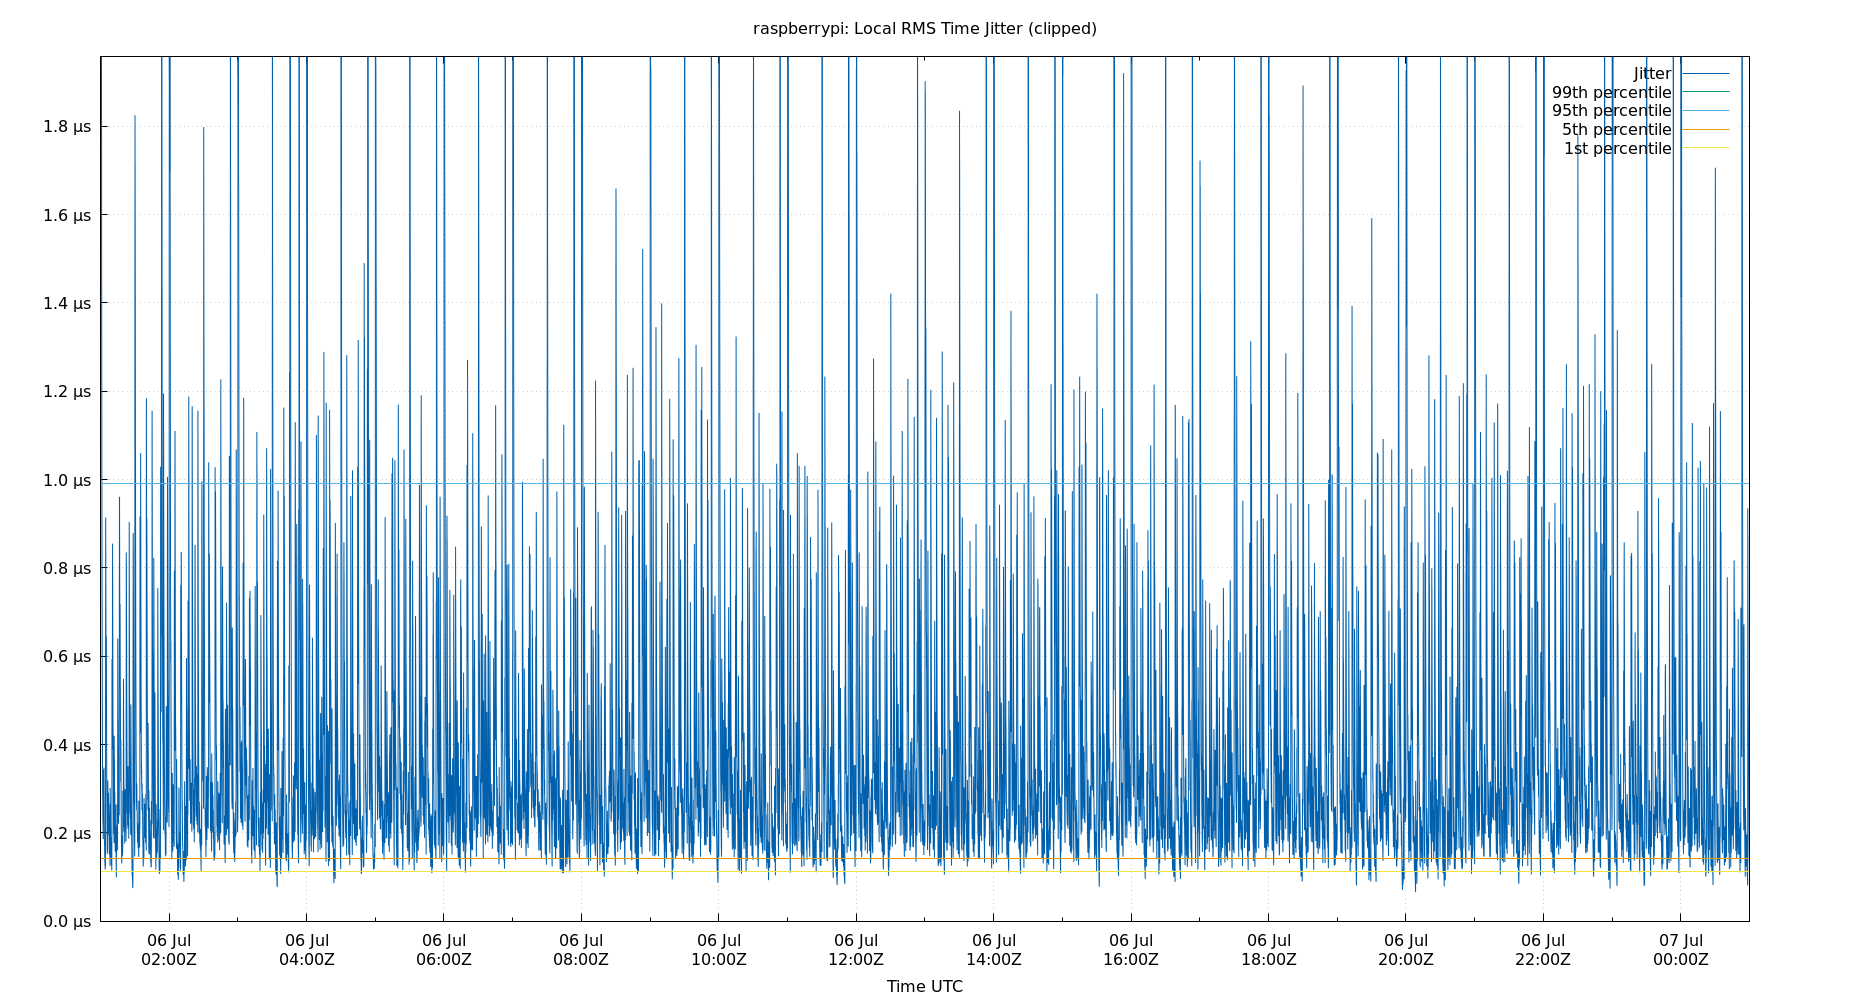 raspberrypi: Local RMS Time Jitter (clipped)
Jitter
99th percentile
95th percentile
5th percentile
1st percentile
1.8 µs
1.6 µs
1.4 µs
1.2 µs
1.0 µs
0.8 µs
0.6 µs
0.4 µs
0.2 µs
0.0 µs
06 Jul 06 Jul 06 Jul 06 Jul 06 Jul 06 Jul 06 Jul 06 Jul 06 Jul 06 Jul 06 Jul 07 Jul
02:00Z 04:00Z 06:00Z 08:00Z 10:00Z 12:00Z 14:00Z 16:00Z 18:00Z 20:00Z 22:00Z 00:00Z
Time UTC